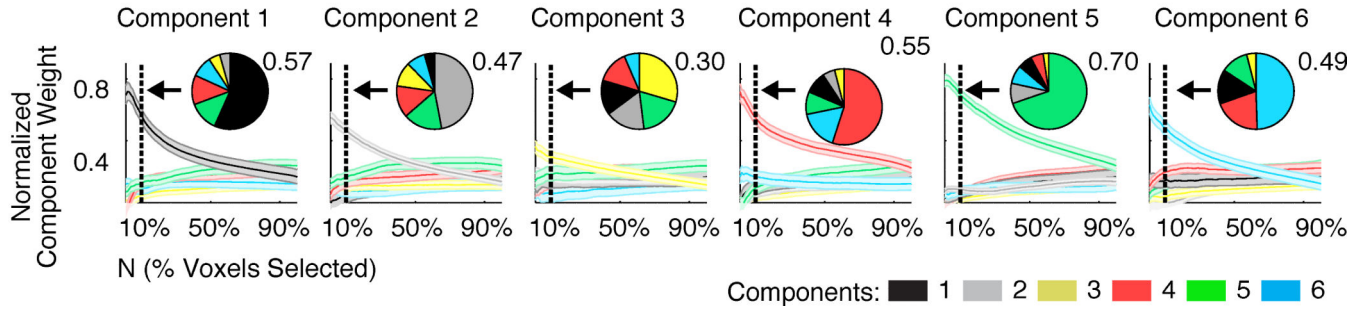 Component 1 Component 2 Component 3 Component 4 Component 5 Component 6
0.57 0.47 0.30 0.55 0.70 0.49
Normalized
Component Weight
0.8
0.4
10% 50% 90% 10% 50% 90% 10% 50% 90% 10% 50% 90% 10% 50% 90% 10% 50% 90%
N (% Voxels Selected)
Components: 1 2 3 4 5 6